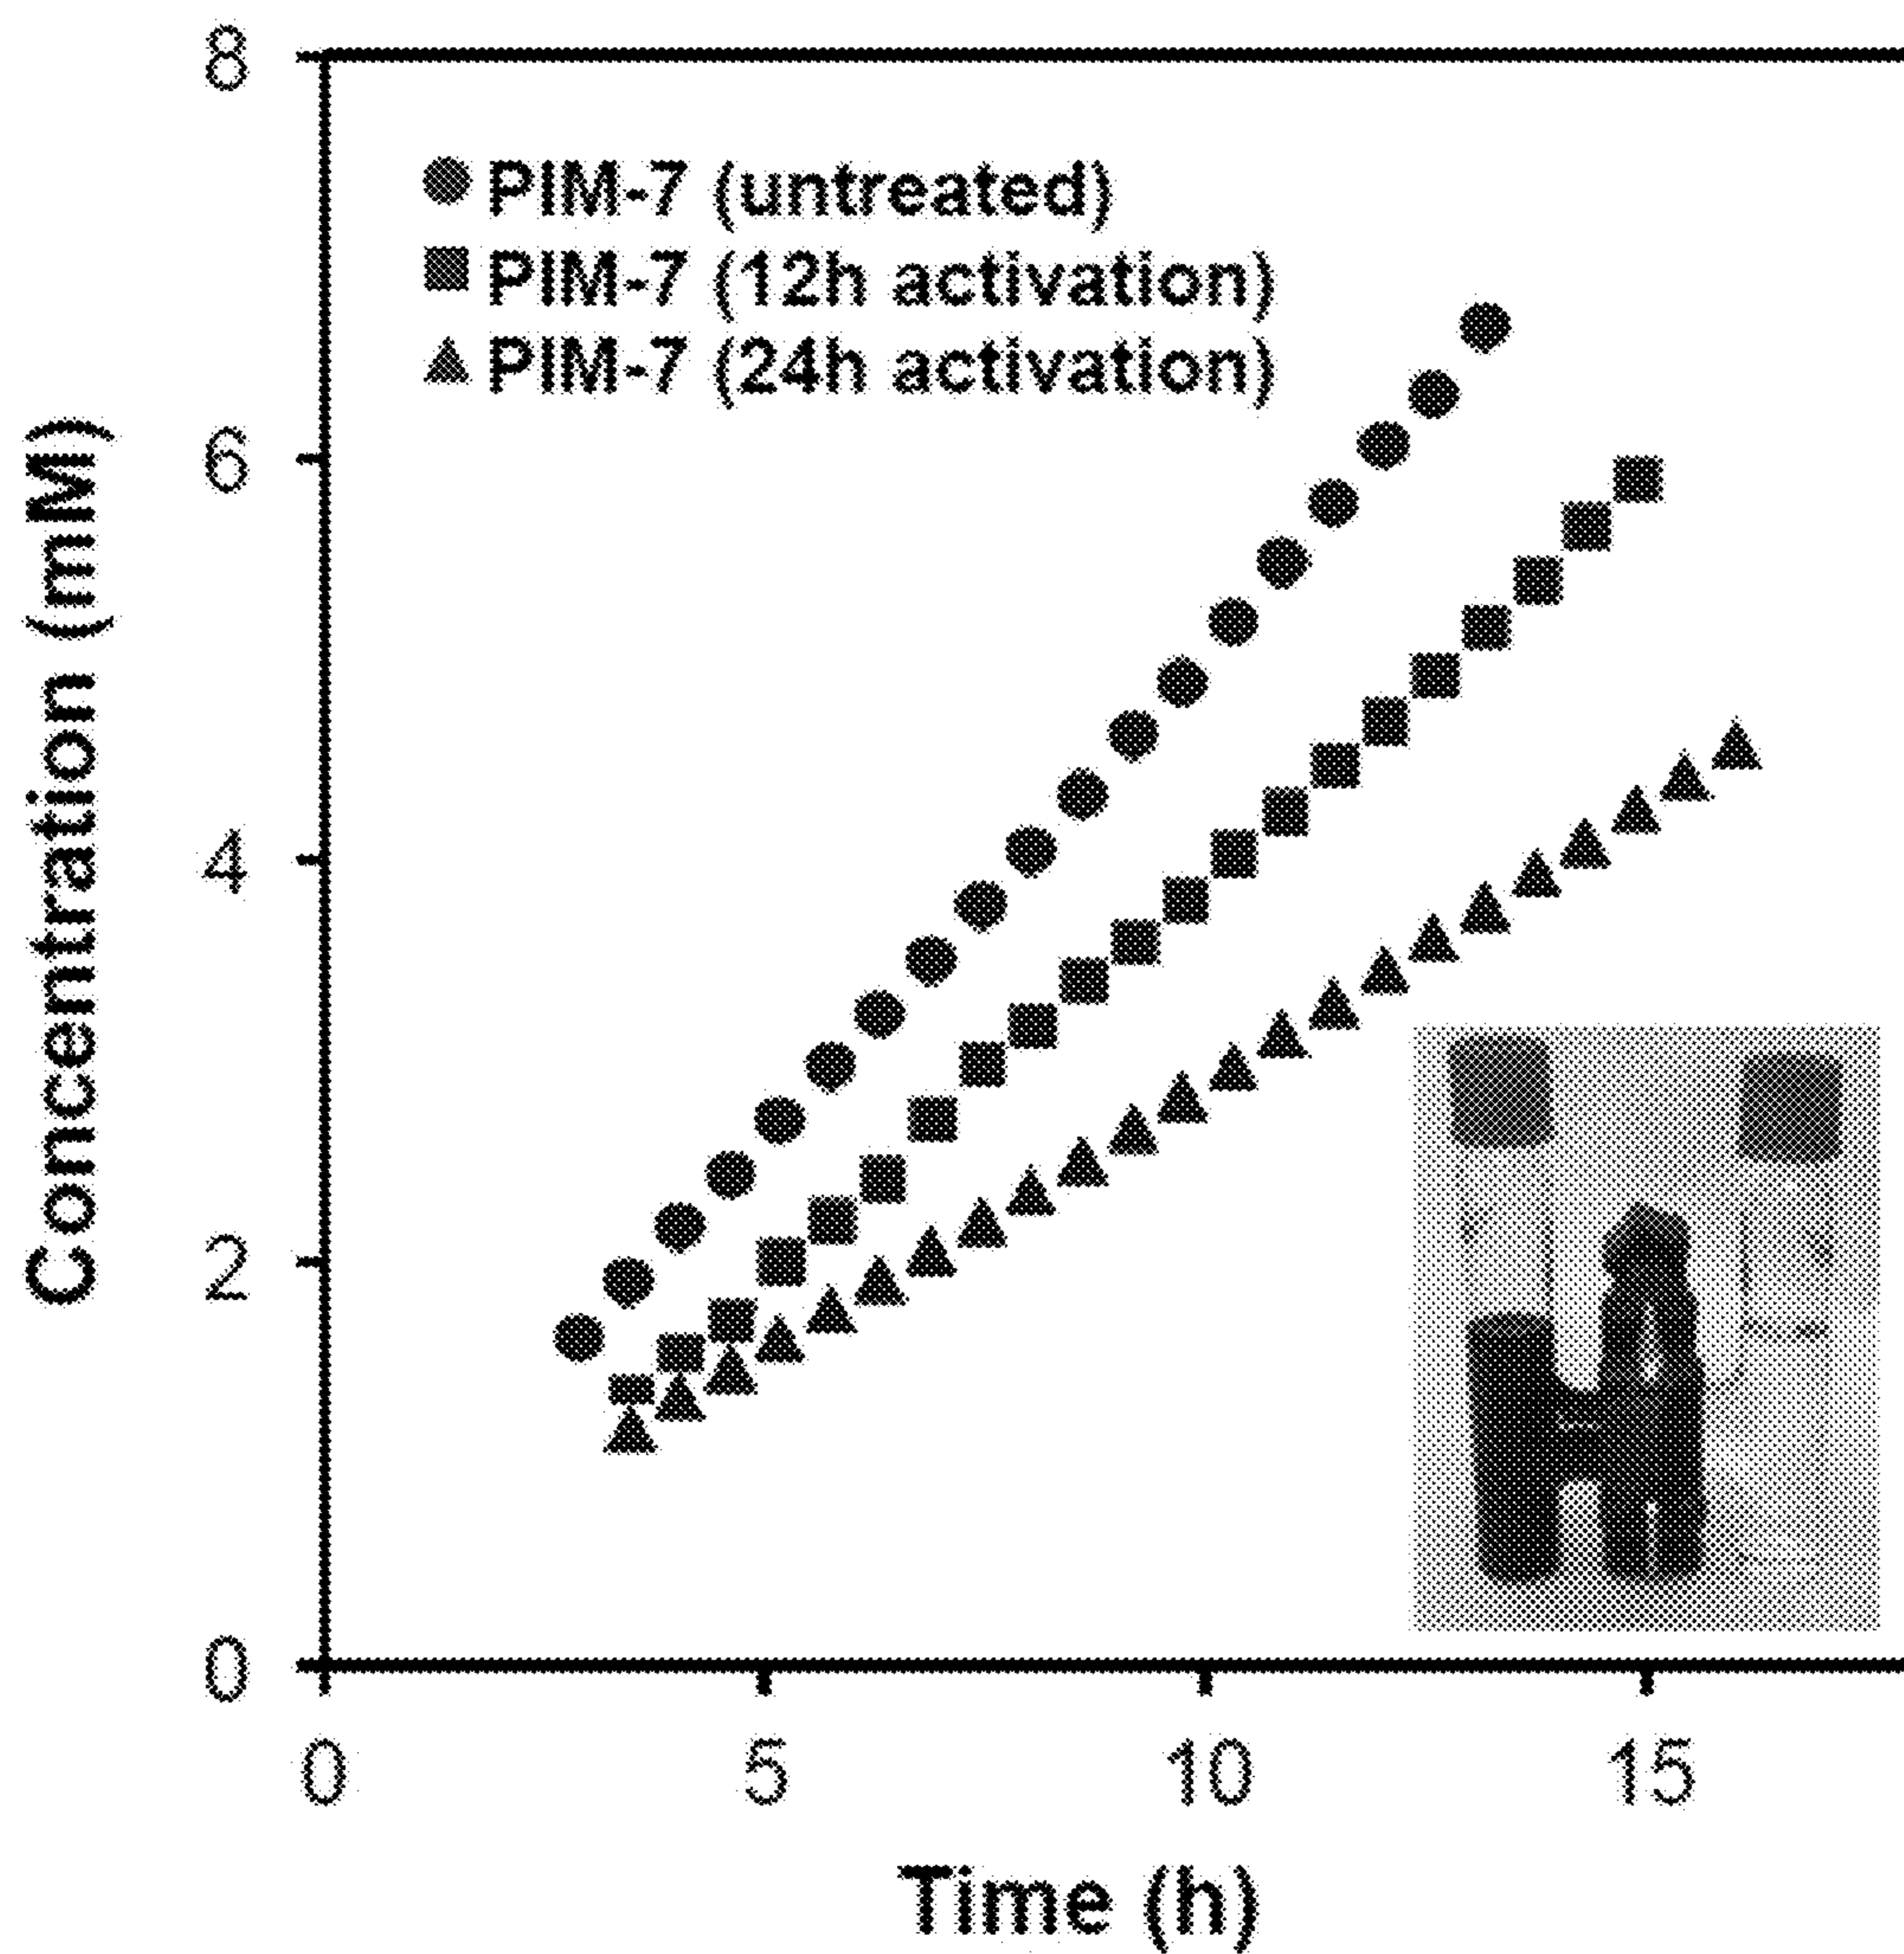 8
PIM-7 (untreated)
PIM-7 (12h activation)
PIM-7 (24h activation)
6
Concentration (mM)
4
2
0
0 5 10 15
Time (h)